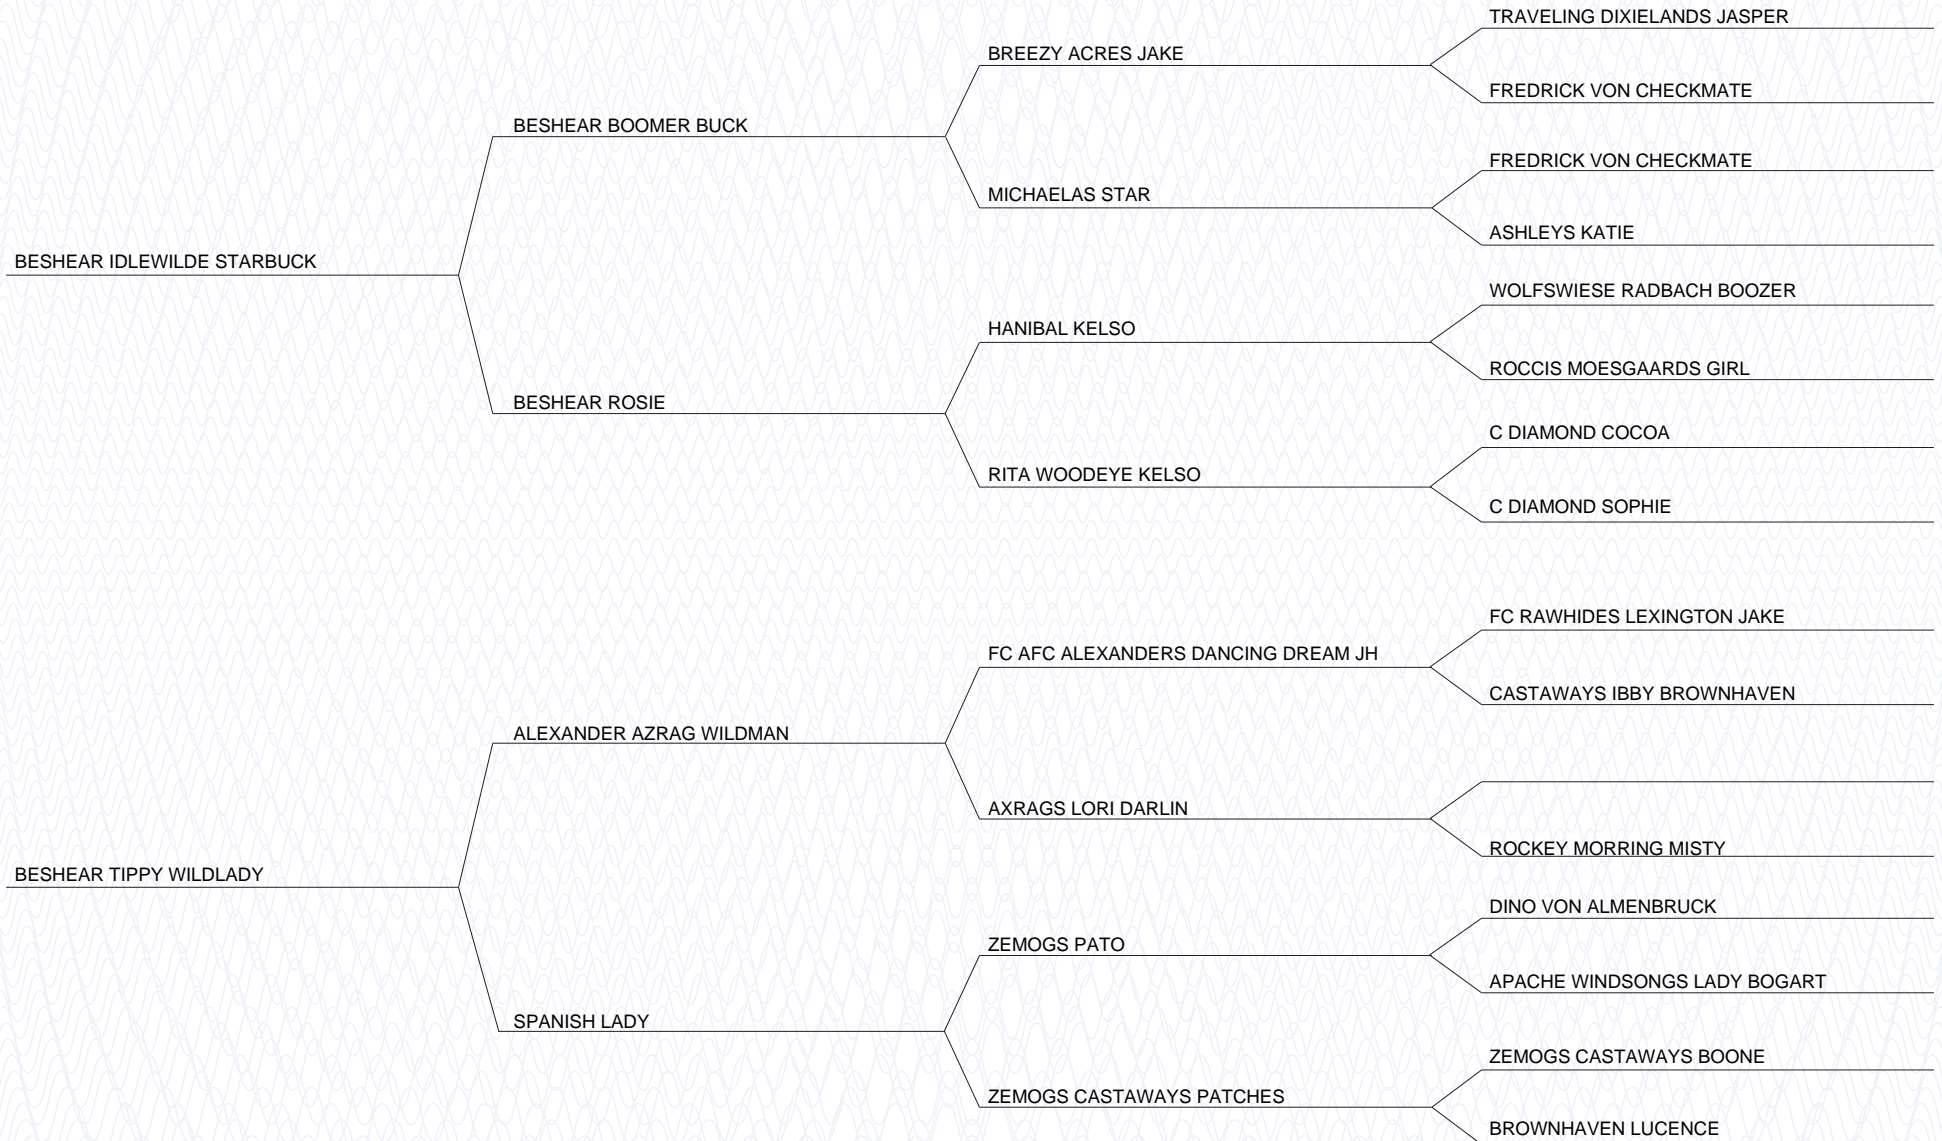 TRAVELING DIXIELANDS JASPER
BREEZY ACRES JAKE
FREDRICK VON CHECKMATE
BESHEAR BOOMER BUCK
FREDRICK VON CHECKMATE
MICHAELAS STAR
ASHLEYS KATIE
BESHEAR IDLEWILDE STARBUCK
WOLFSWIESE RADBACH BOOZER
HANIBAL KELSO
ROCCIS MOESGAARDS GIRL
BESHEAR ROSIE
C DIAMOND COCOA
RITA WOODEYE KELSO
C DIAMOND SOPHIE
FC RAWHIDES LEXINGTON JAKE
FC AFC ALEXANDERS DANCING DREAM JH
CASTAWAYS IBBY BROWNHAVEN
ALEXANDER AZRAG WILDMAN
AXRAGS LORI DARLIN
ROCKEY MORRING MISTY
BESHEAR TIPPY WILDLADY
DINO VON ALMENBRUCK
ZEMOGS PATO
APACHE WINDSONGS LADY BOGART
SPANISH LADY
ZEMOGS CASTAWAYS BOONE
ZEMOGS CASTAWAYS PATCHES
BROWNHAVEN LUCENCE